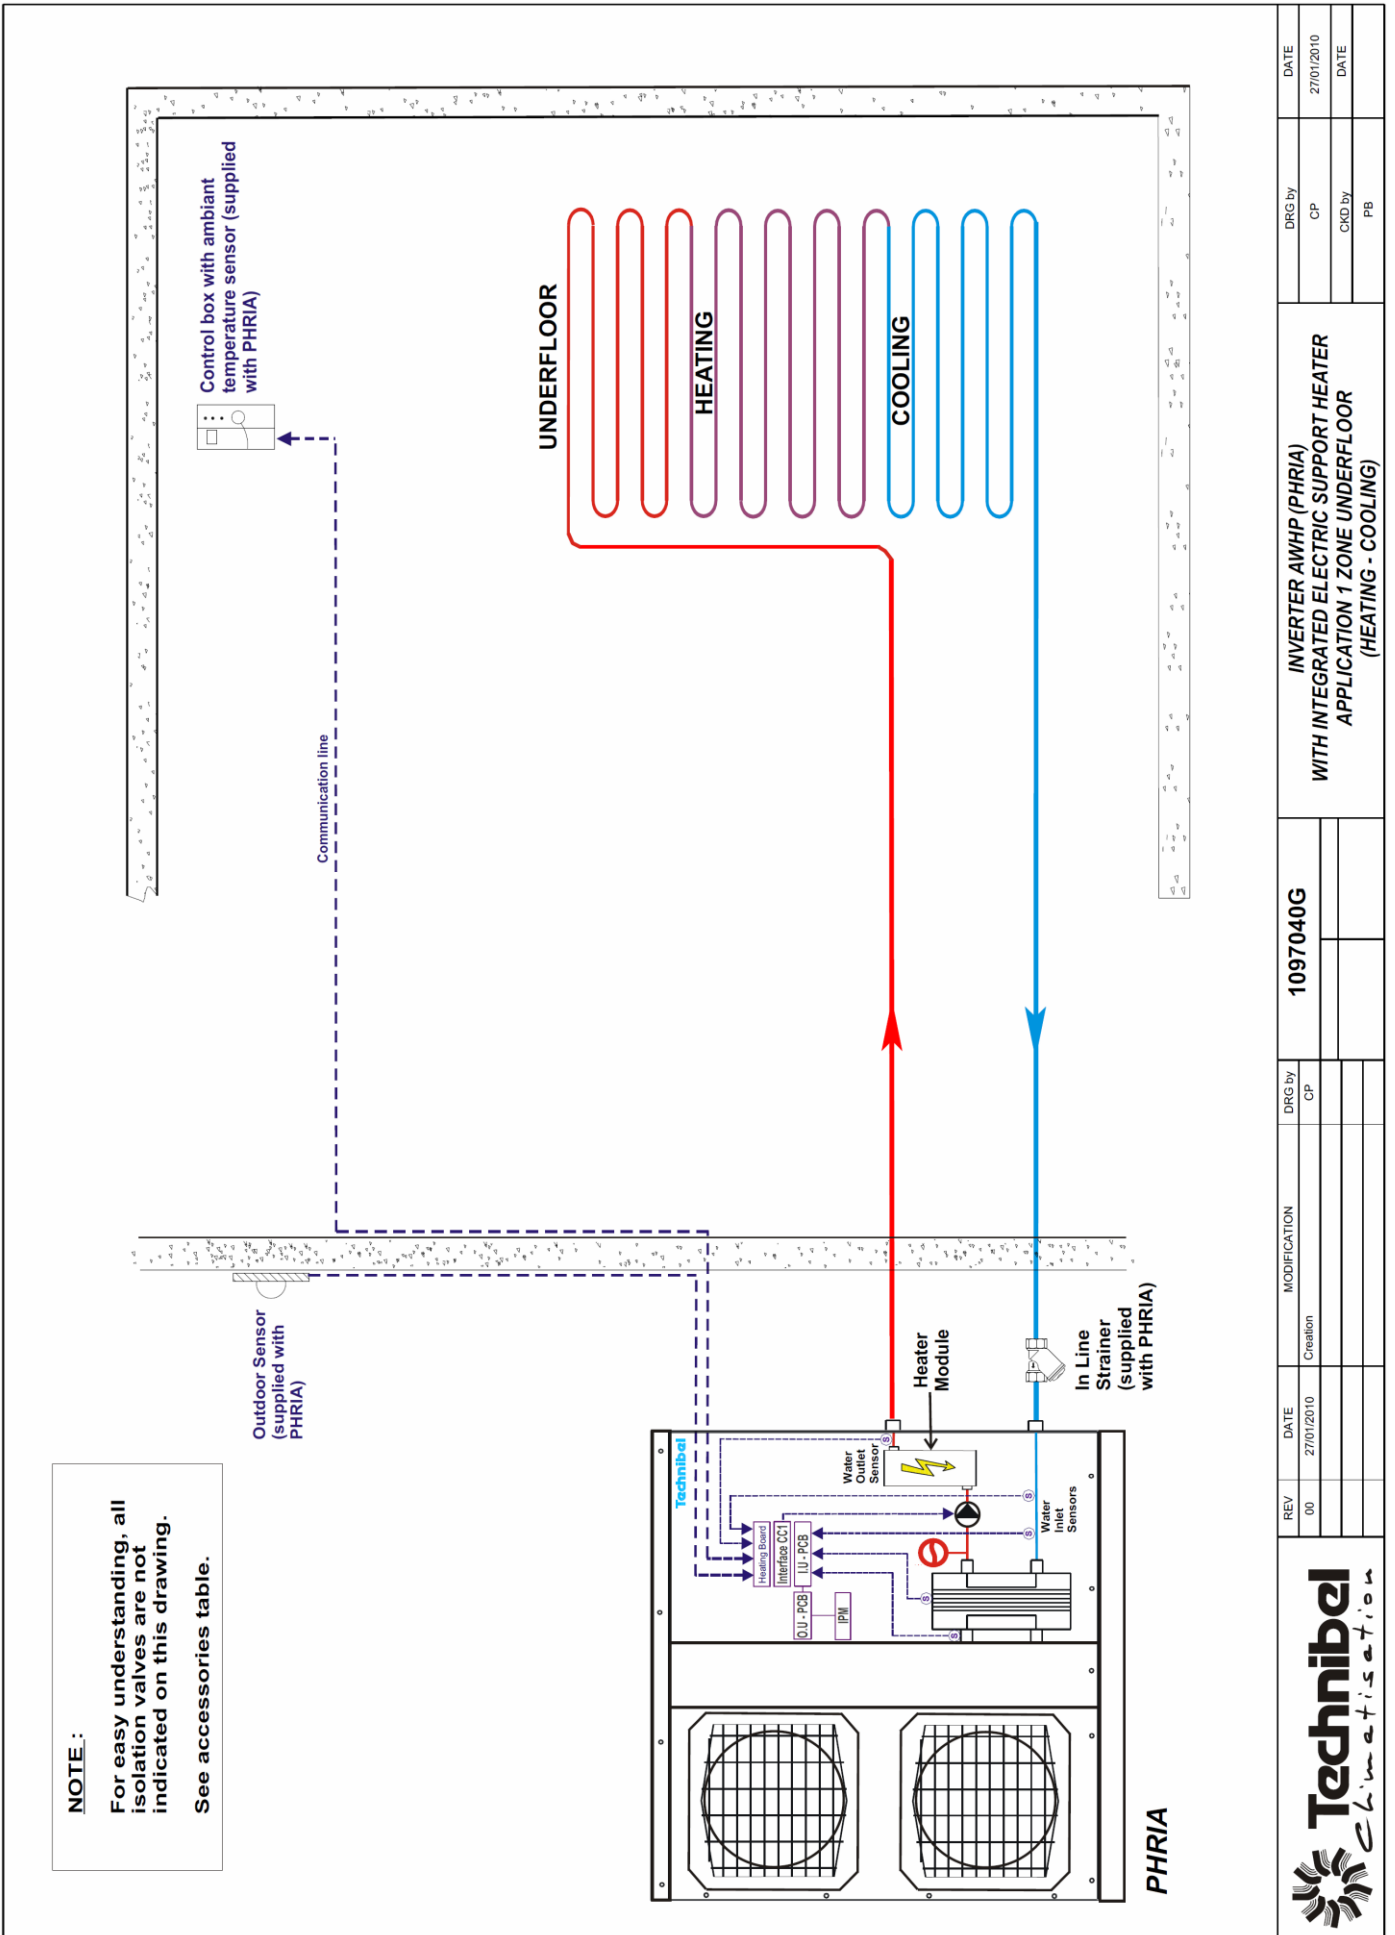 NOTE :
For easy understanding, all
isolation valves are not
indicated on this drawing.
See accessories table.
Outdoor Sensor
(supplied with
PHRIA)
Communication line
Control box with ambiant
temperature sensor (supplied
with PHRIA)
UNDERFLOOR
HEATING
COOLING
Technibel
Heating Board
Interface CC1
I.U - PCB
O.U - PCB
IPM
Water
Outlet
Sensor
S
S
S
S
S
Water
Inlet
Sensors
Heater
Module
In Line
Strainer
(supplied
with PHRIA)
PHRIA
Technibel
Climatisation
REV
DATE
MODIFICATION
DRG by
00
27/01/2010
Creation
CP
1097040G
INVERTER AWHP (PHRIA)
WITH INTEGRATED ELECTRIC SUPPORT HEATER
APPLICATION 1 ZONE UNDERFLOOR
(HEATING - COOLING)
DRG by
DATE
CP
27/01/2010
CKD by
DATE
PB